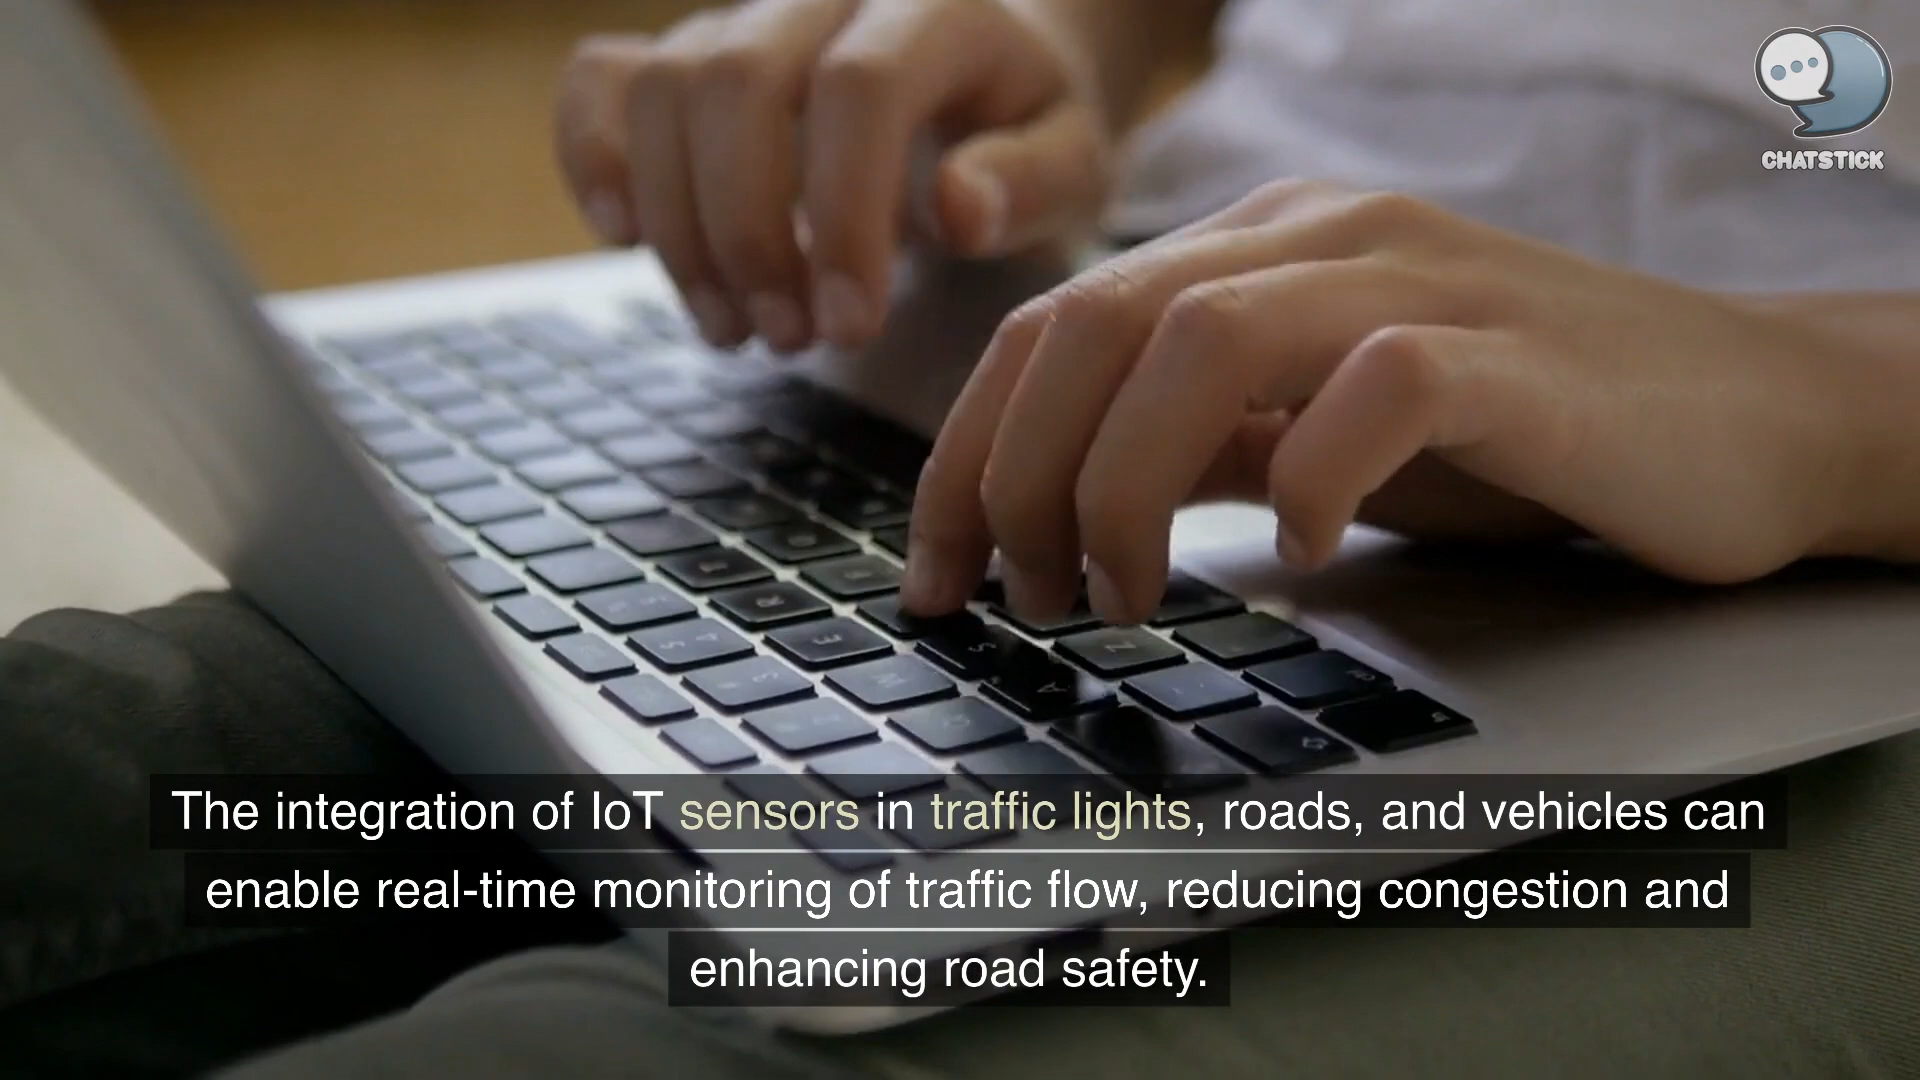 CHATSTICK
The integration of IoT sensors in traffic lights, roads, and vehicles can
enable real-time monitoring of traffic flow, reducing congestion and
enhancing road safety.